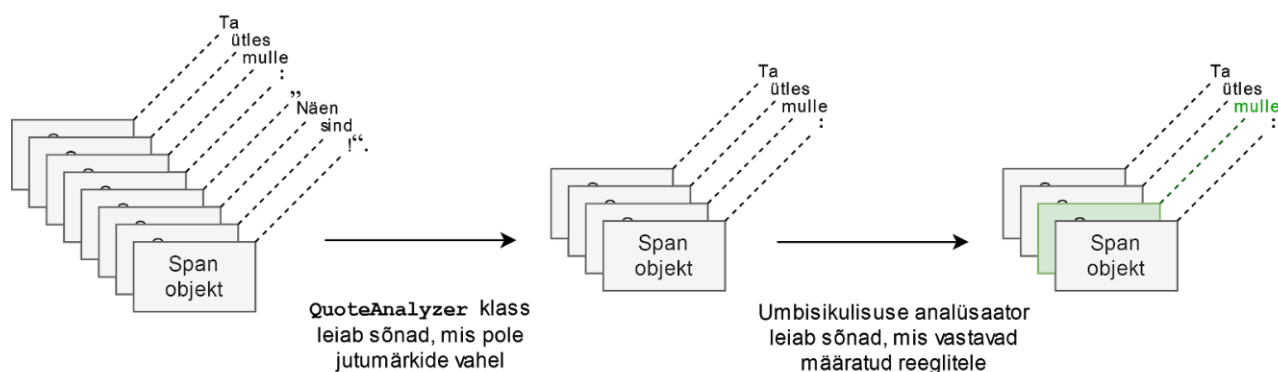 Ta
ütles
mulle
:
„
Näen
sind
!“.
Span
objekt
QuoteAnalyzer klass
leiab sõnad, mis pole
jutumärkide vahel
Ta
ütles
mulle
:
Span
objekt
Umbisikulisuse analüsaator
leiab sõnad, mis vastavad
määratud reeglitele
Ta
ütles
mulle
:
Span
objekt